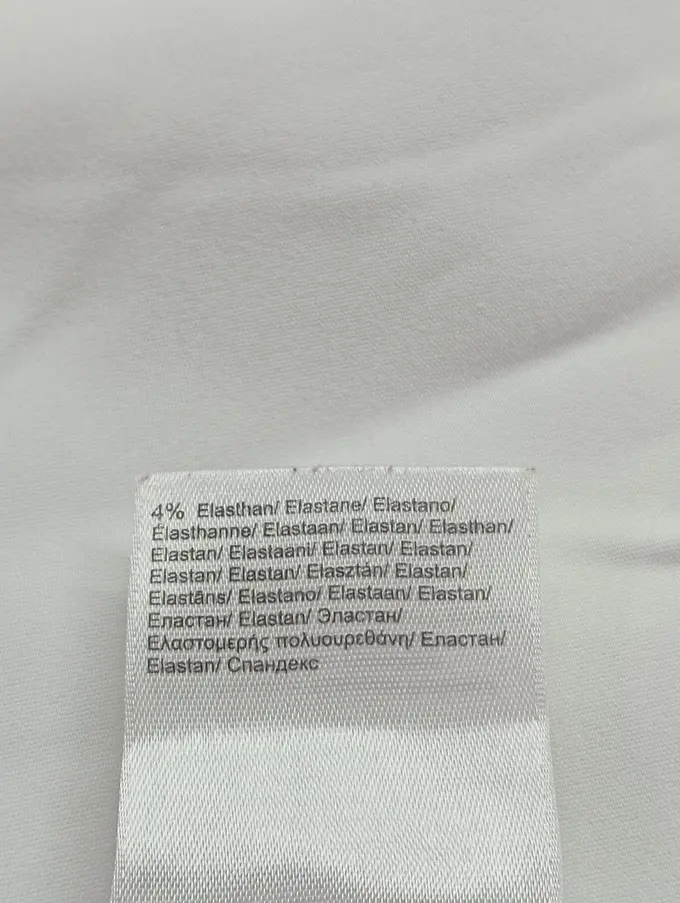 4% Elasthan/ Elastane/ Elastano/
Élasthanne/ Elastaan/ Elastan/ Elasthan/
Elastan/ Elastaani/ Elastan/ Elastan/
Elastan/ Elastan/ Elasztán/ Elastan/
Elastāns/ Elastano/ Elastaan/ Elastan/
Еластан/ Elastan/ Эластан/
Ελαστομερής πολυουρεθάνη/ Еластан/
Elastan/ Спандекс